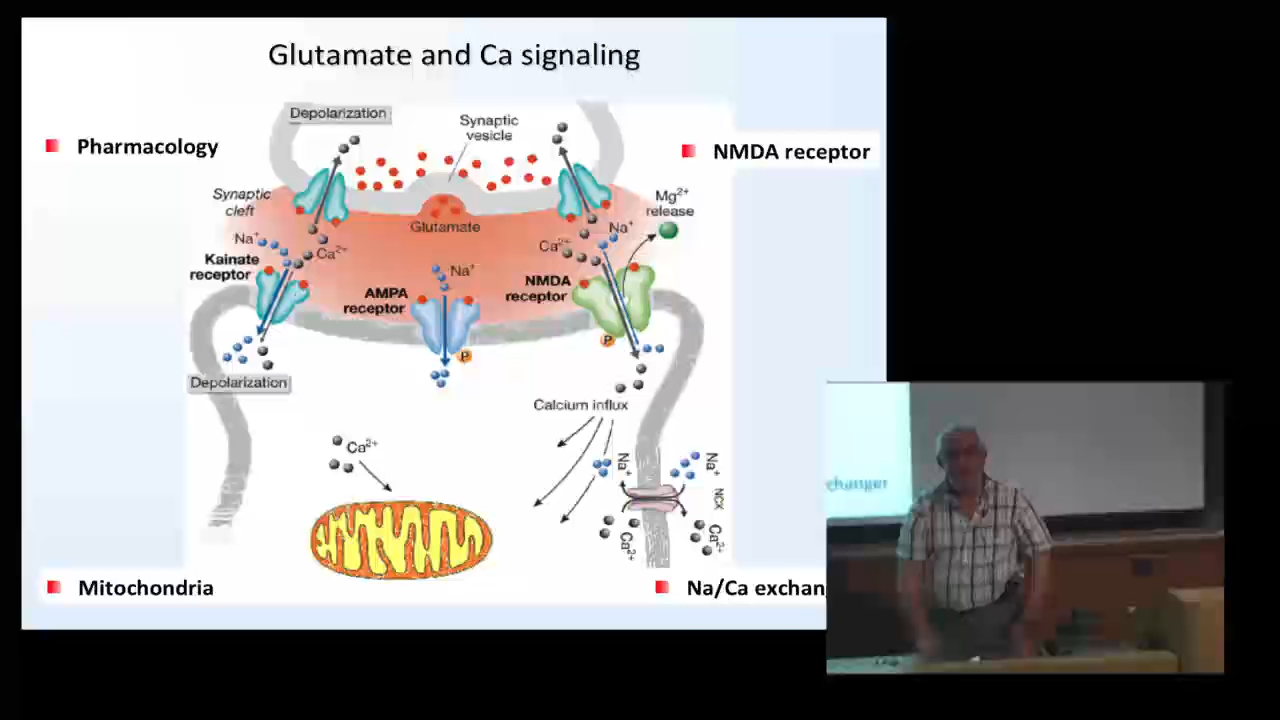 Glutamate and Ca signaling
Pharmacology
NMDA receptor
Depolarization
Synaptic
vesicle
Synaptic
cleft
Glutamate
Mg2+
release
Na+
Ca2+
Kainate
receptor
Na+
AMPA
receptor
P
Ca2+
Na+
NMDA
receptor
P
Depolarization
Calcium influx
Ca2+
Na+
Na+
NCX
Ca2+
Ca2+
Mitochondria
Na/Ca exchan
changer